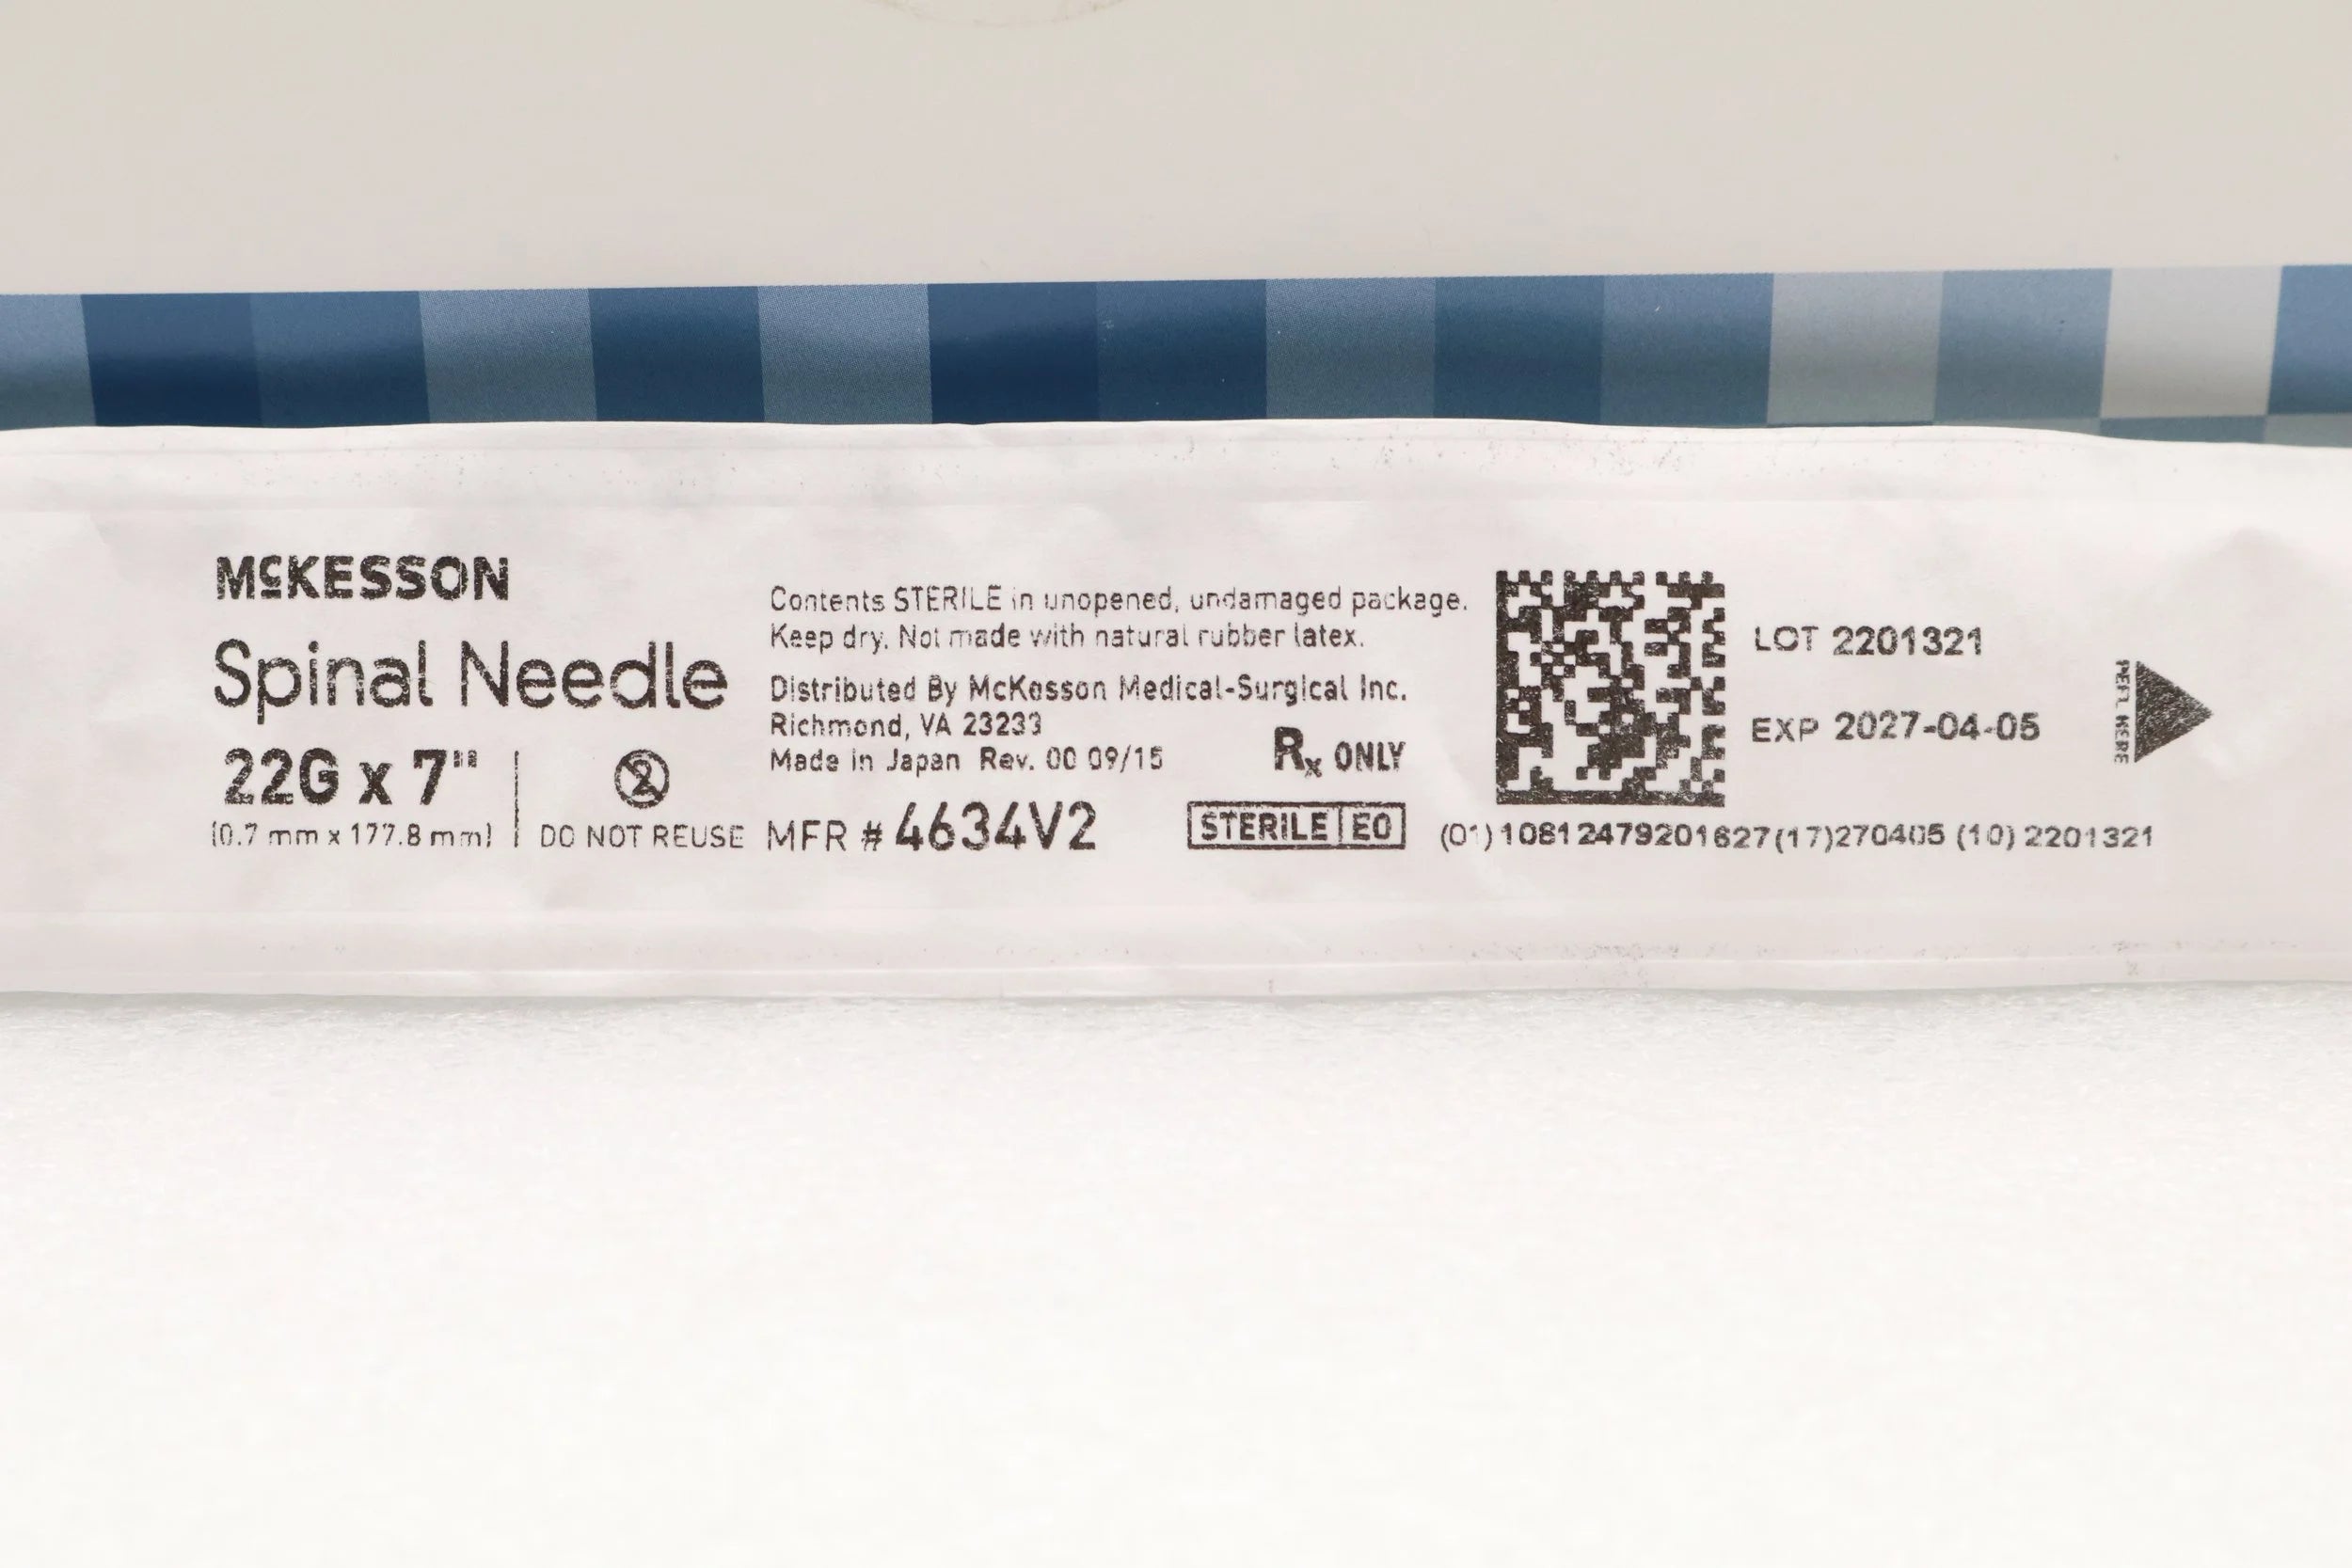 McKESSON
Spinal Needle
22G x 7"
(0.7 mm x 177.8 mm)
2
DO NOT REUSE
Contents STERILE in unopened, undamaged package.
Keep dry. Not made with natural rubber latex.
Distributed By McKesson Medical-Surgical Inc.
Richmond, VA 23233
Made in Japan Rev. 00 09/15
Rx ONLY
MFR # 4634V2
STERILE EO
LOT 2201321
EXP 2027-04-05
(01)10812479201627(17)270405 (10) 2201321
PEEL HERE